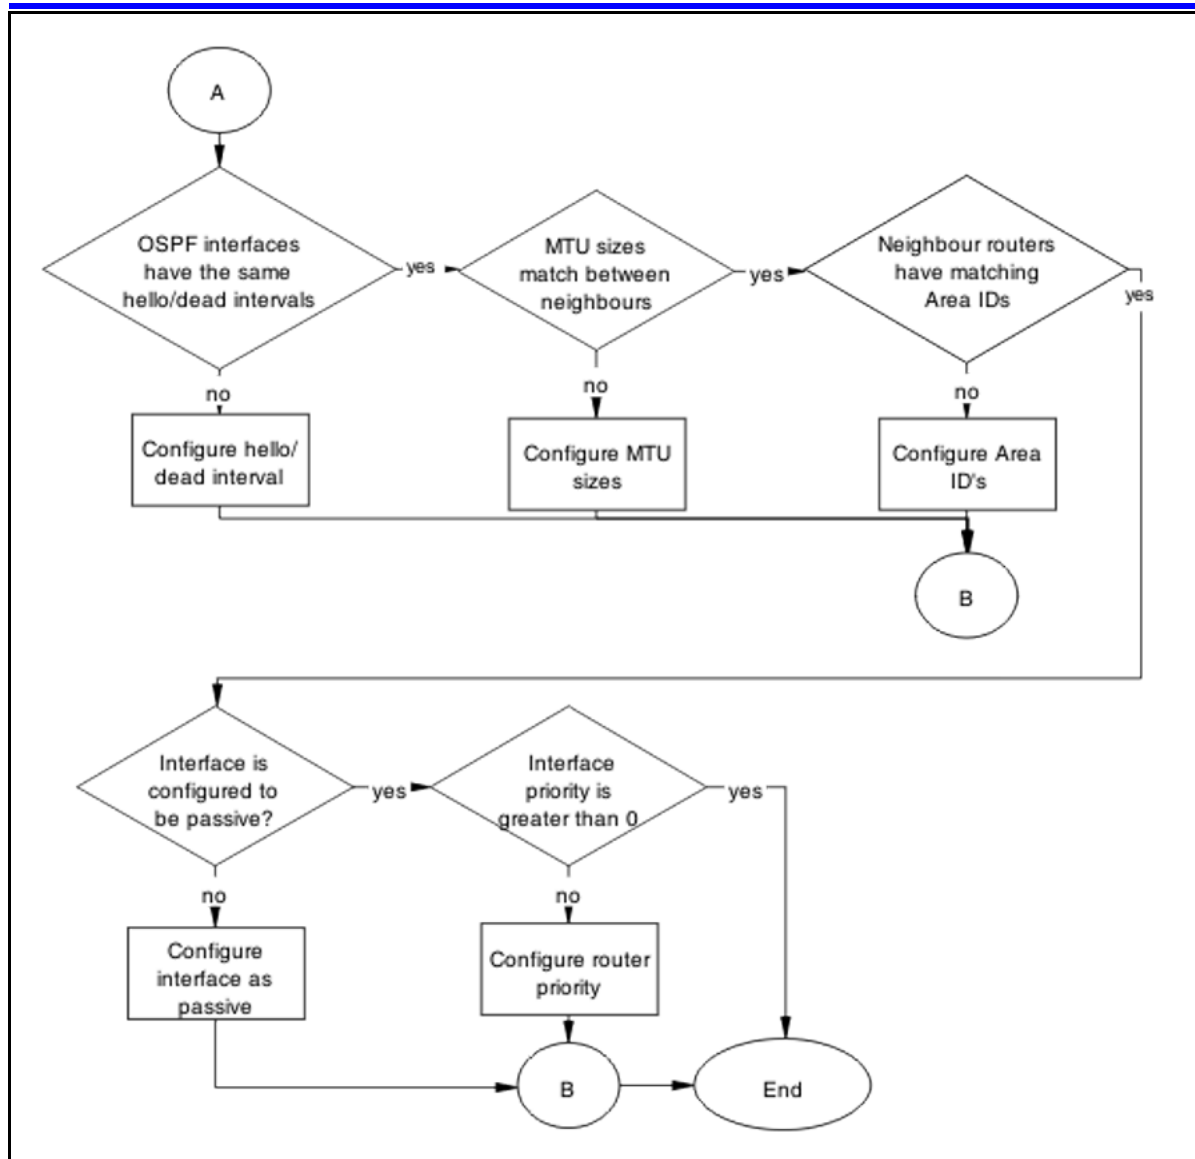 A
OSPF interfaces
have the same
hello/dead intervals
yes
MTU sizes
match between
neighbours
yes
Neighbour routers
have matching
Area IDs
yes
no
no
no
Configure hello/
dead interval
Configure MTU
sizes
Configure Area
ID's
B
Interface is
configured to
be passive?
yes
Interface
priority is
greater than 0
yes
no
no
Configure
interface as
passive
Configure router
priority
B
End